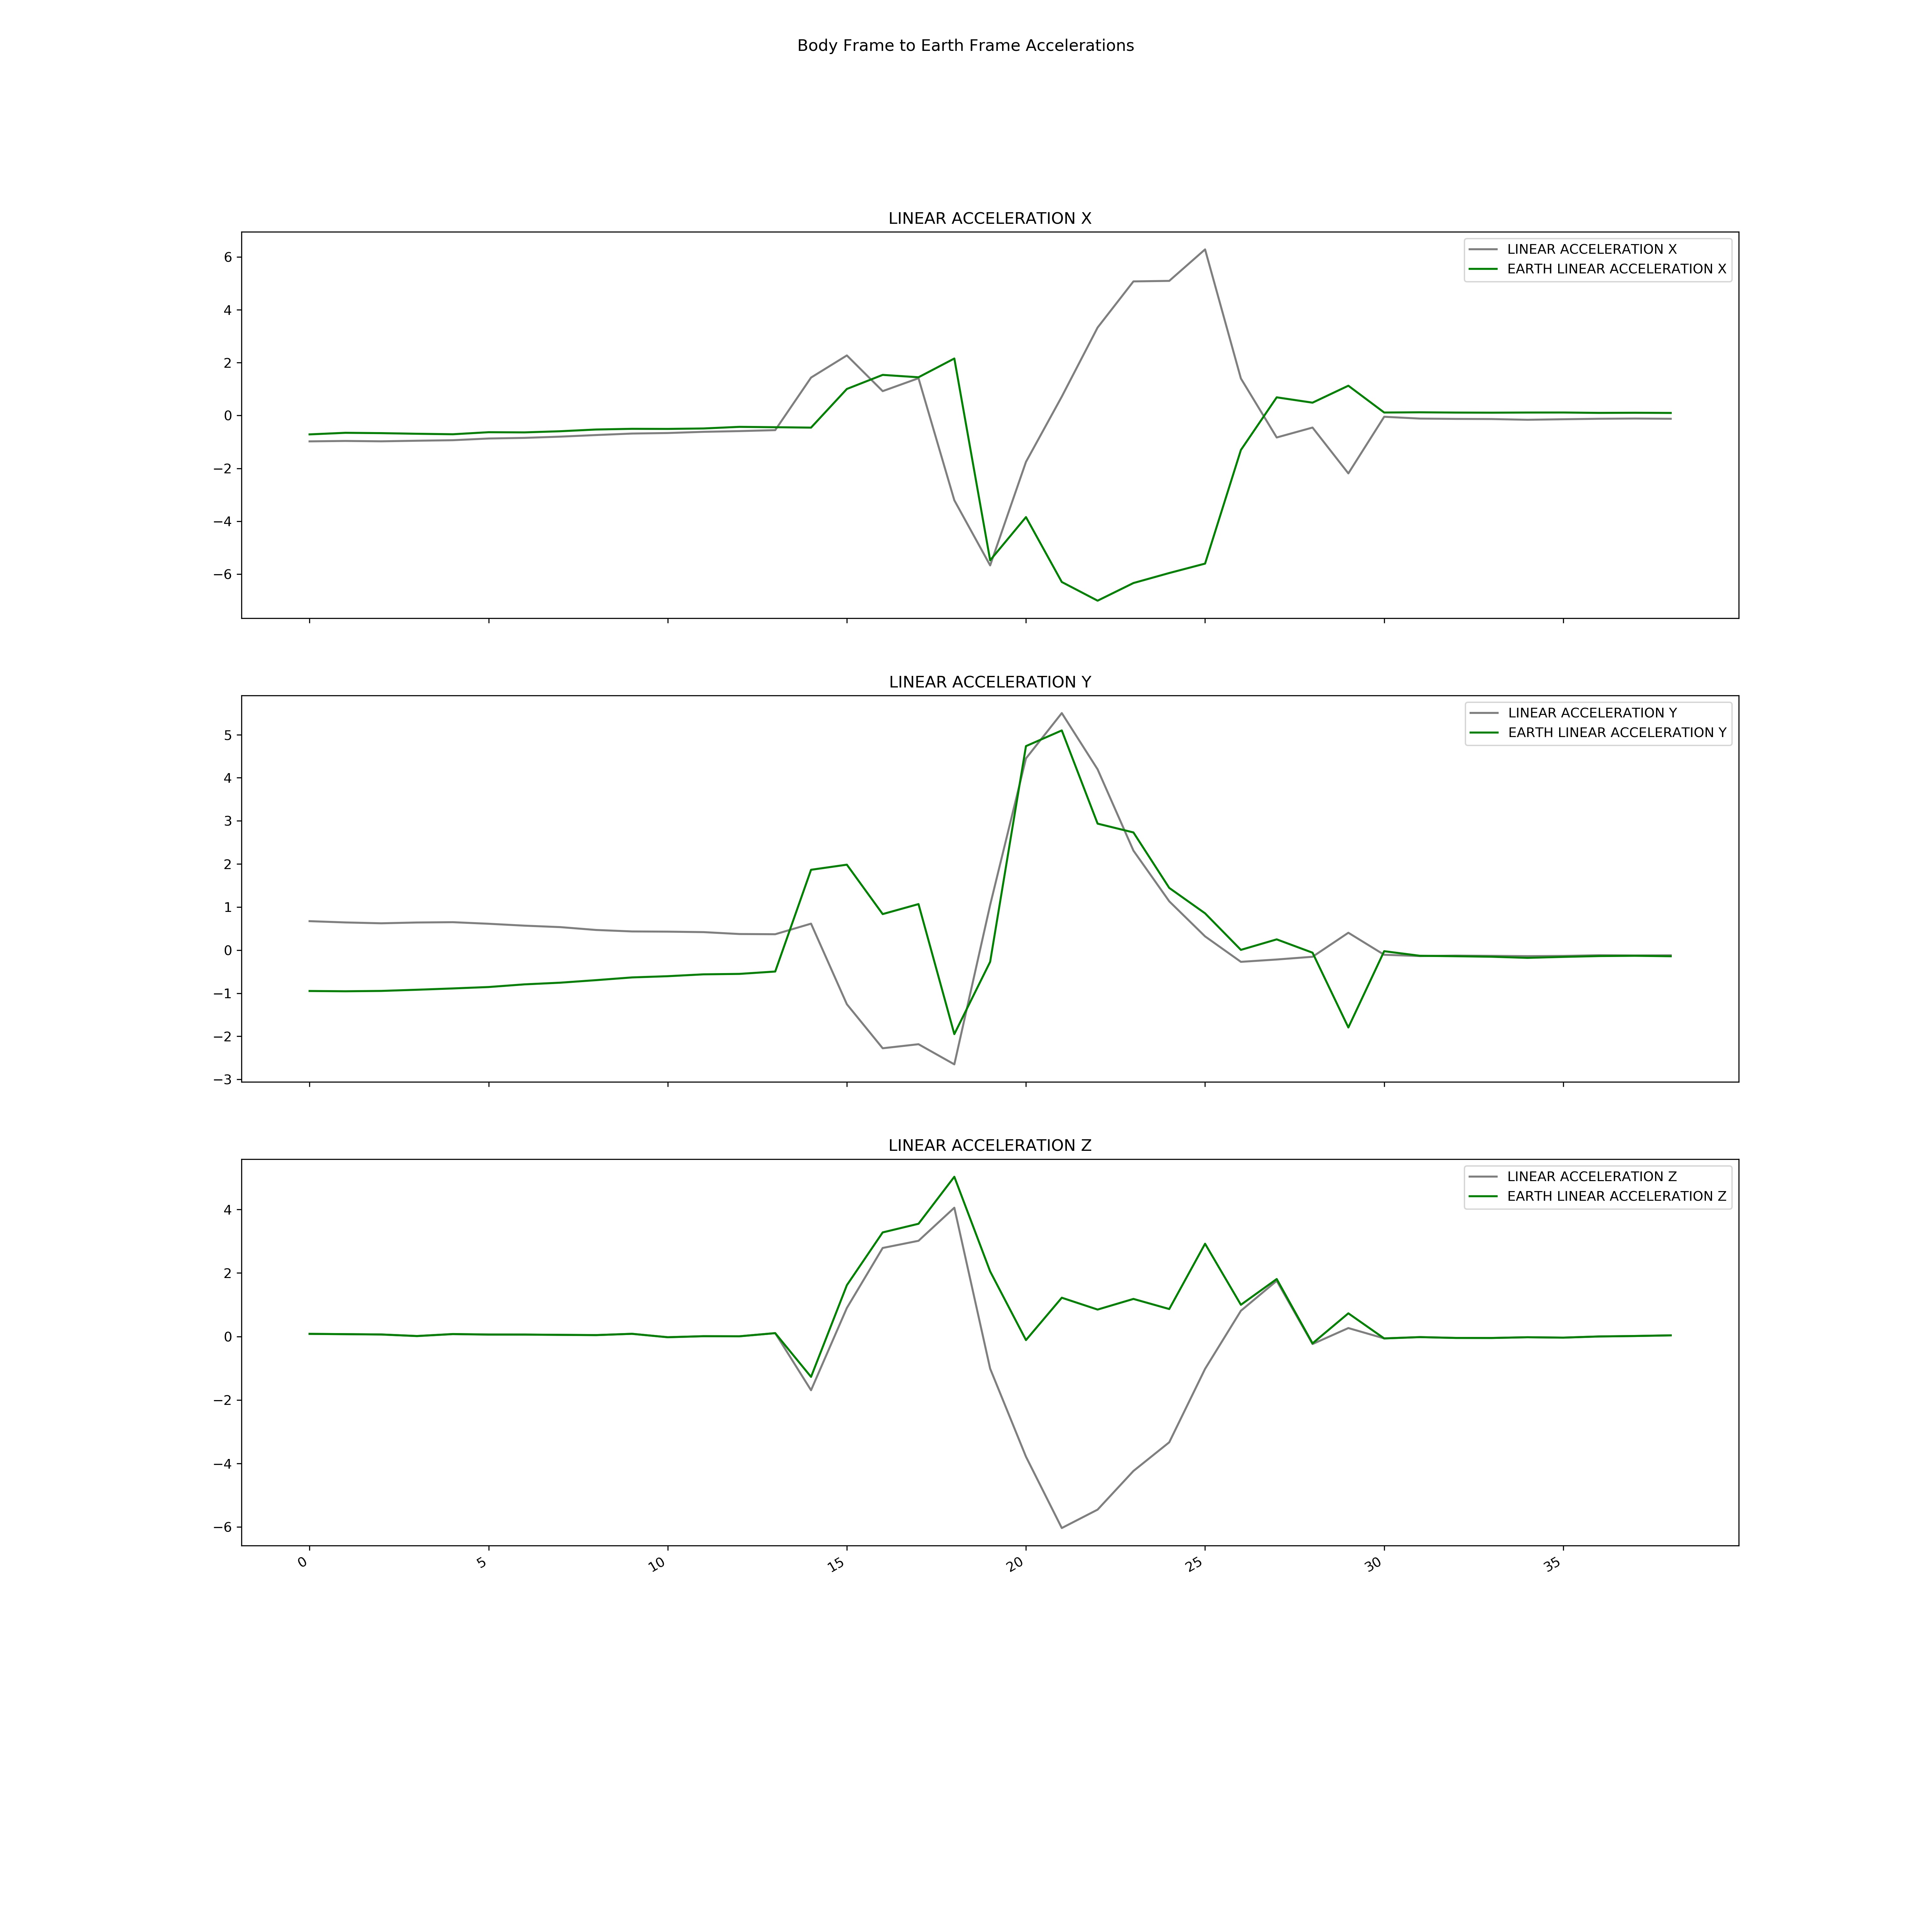 Body Frame to Earth Frame Accelerations
LINEAR ACCELERATION X
LINEAR ACCELERATION X
EARTH LINEAR ACCELERATION X
6
4
2
0
−2
−4
−6
LINEAR ACCELERATION Y
LINEAR ACCELERATION Y
EARTH LINEAR ACCELERATION Y
5
4
3
2
1
0
−1
−2
−3
LINEAR ACCELERATION Z
LINEAR ACCELERATION Z
EARTH LINEAR ACCELERATION Z
4
2
0
−2
−4
−6
0 5 10 15 20 25 30 35